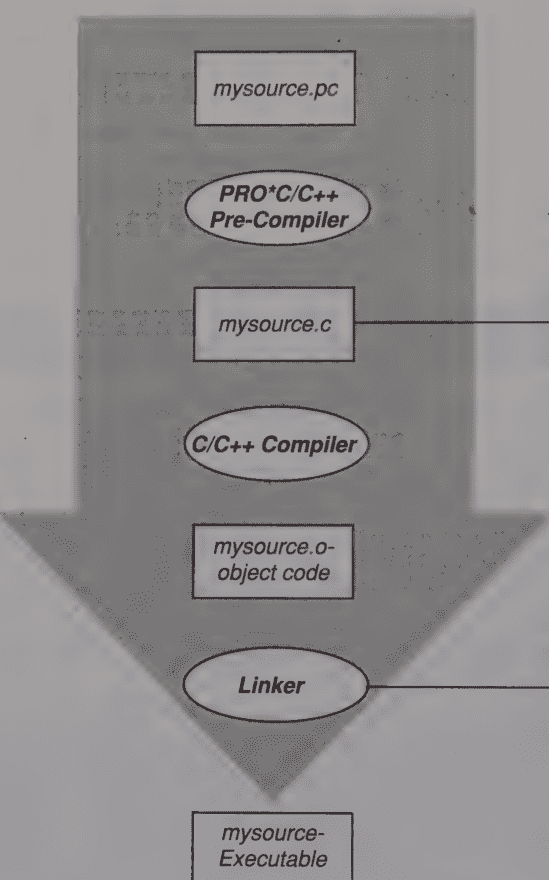 mysource.pc
PRO*C/C++
Pre-Compiler
mysource.c
C/C++ Compiler
mysource.o-
object code
Linker
mysource-
Executable